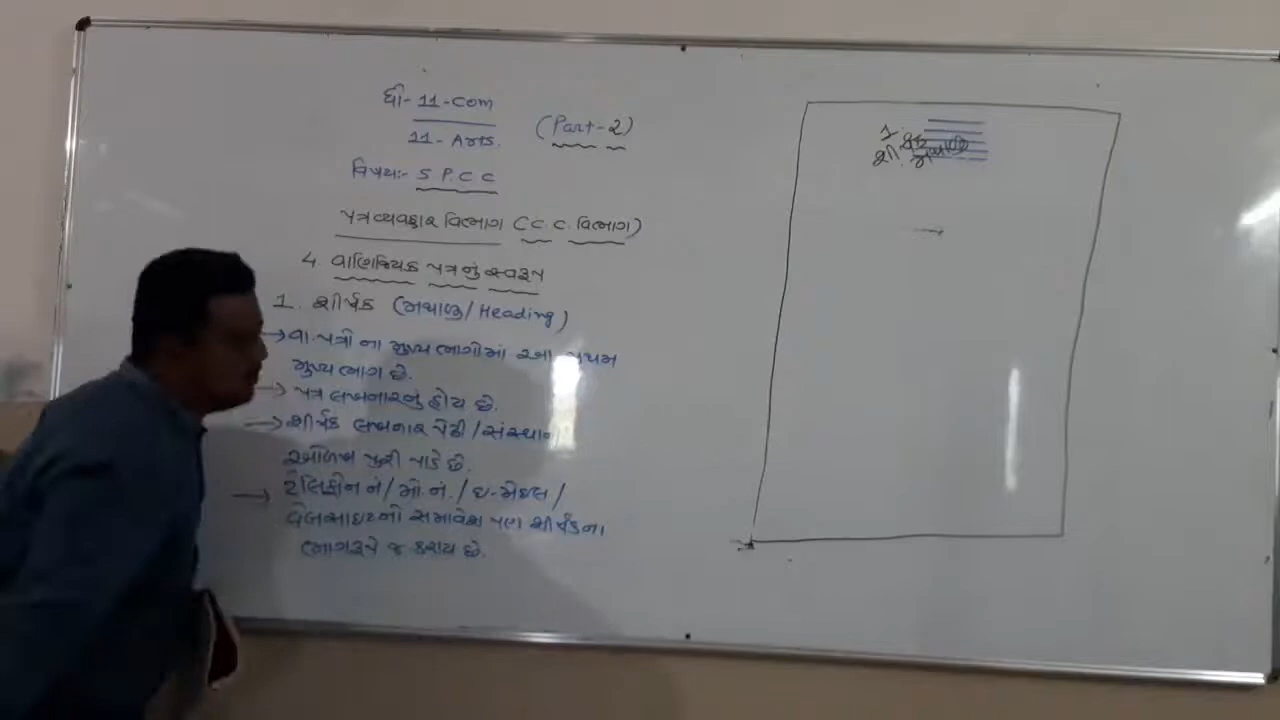 ધો- 11-com
11- Arts.
(Part-2)
વિષય:- S P.C C
પત્રવ્યવહાર વિભાગ (C. C. વિભાગ)
4. વાણિજ્યિક પત્રનું સ્વરૂપ
1. શીર્ષક (મથાળુ/Heading)
→ વા.પત્રો ના મુખ્ય ભાગોમાં આ પ્રથમ
મુખ્ય ભાગ છે.
→ પત્ર લખનારનું હોય છે.
→ શીર્ષક લખનાર પેઢી/સંસ્થાના
ઓળખ પુરી પાડે છે.
→ ટેલિફોન નં/મો.નં./ઇ-મેઇલ/
વેબસાઇટનો સમાવેશ પણ શીર્ષકના
ભાગરૂપે જ કરાય છે.
1.